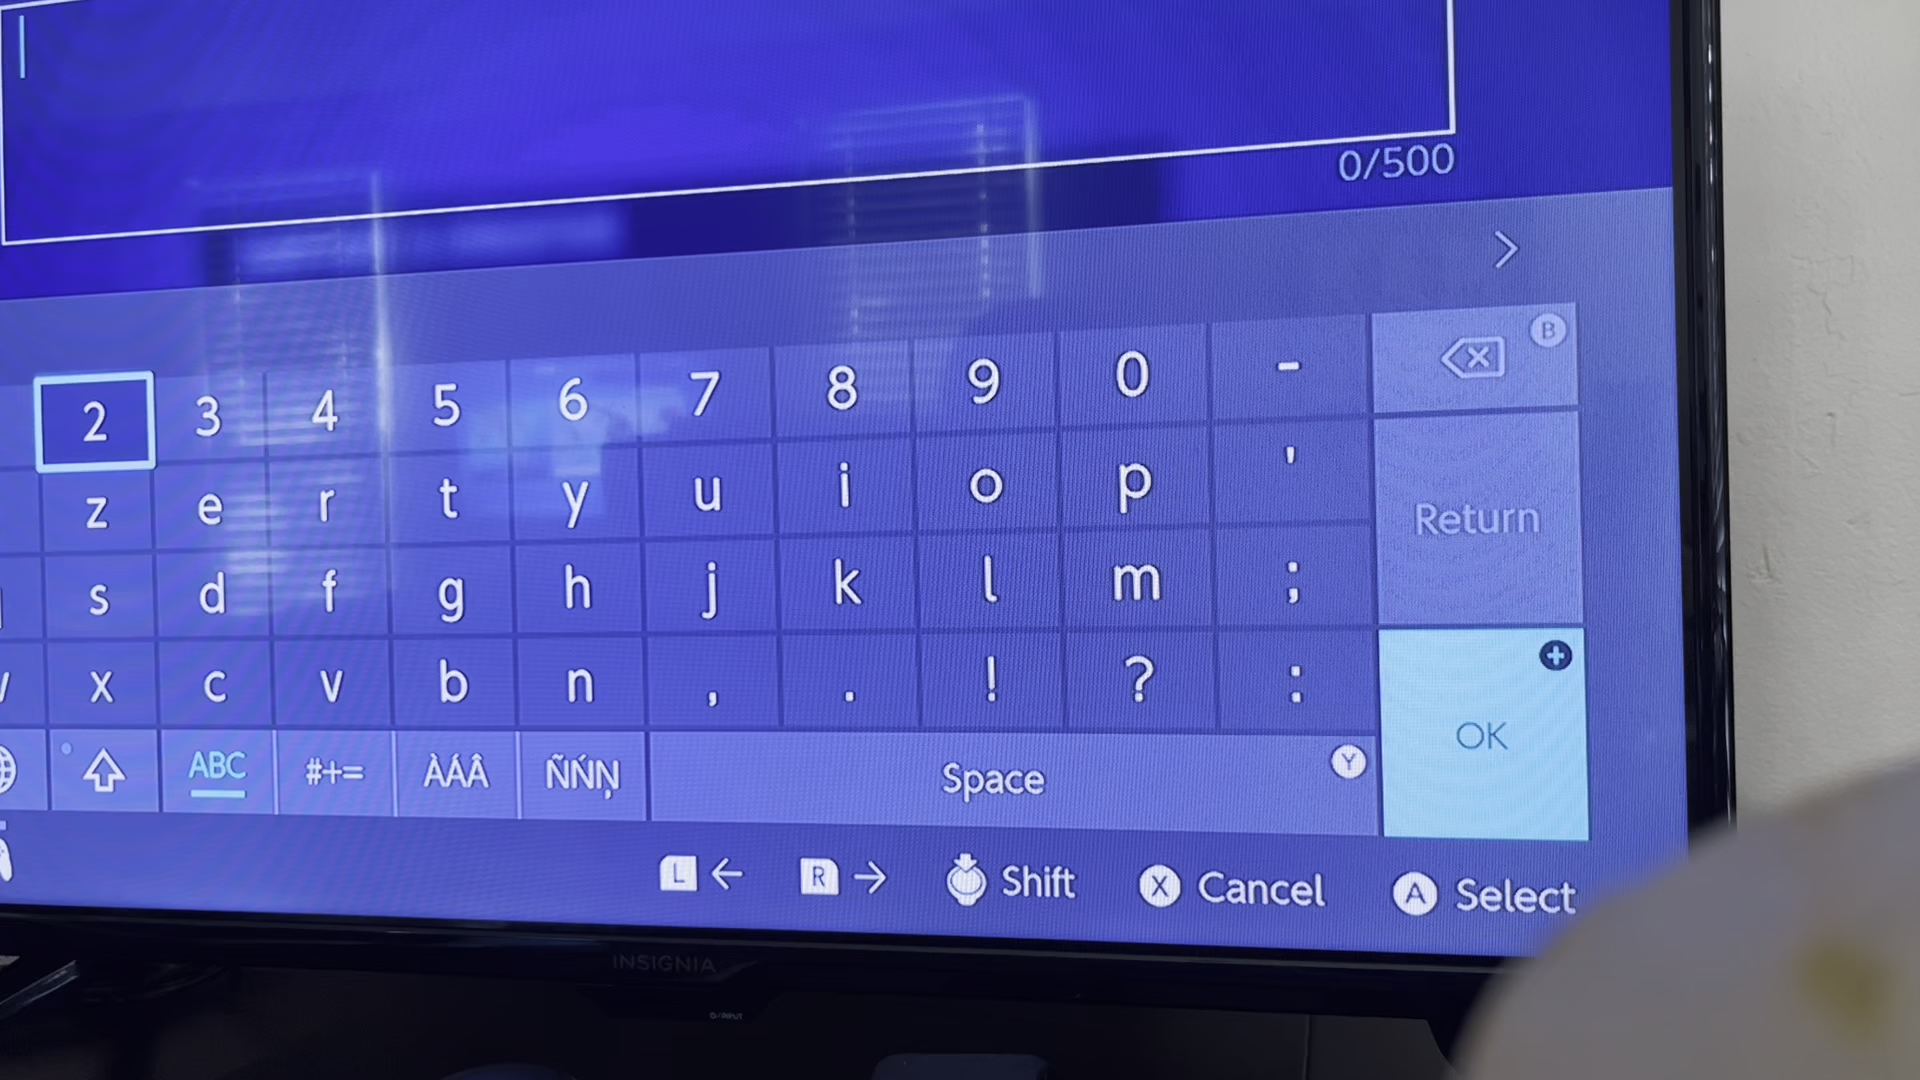 0/500
B
2 3 4 5 6 7 8 9 0 -
z e r t y u i o p '
Return
s d f g h j k l m ;
x c v b n , . ! ? :
+
OK
ABC #+= ÀÁÂ ÑŃŅ Space Y
L ← R → Shift X Cancel A Select
INSIGNIA
INPUT